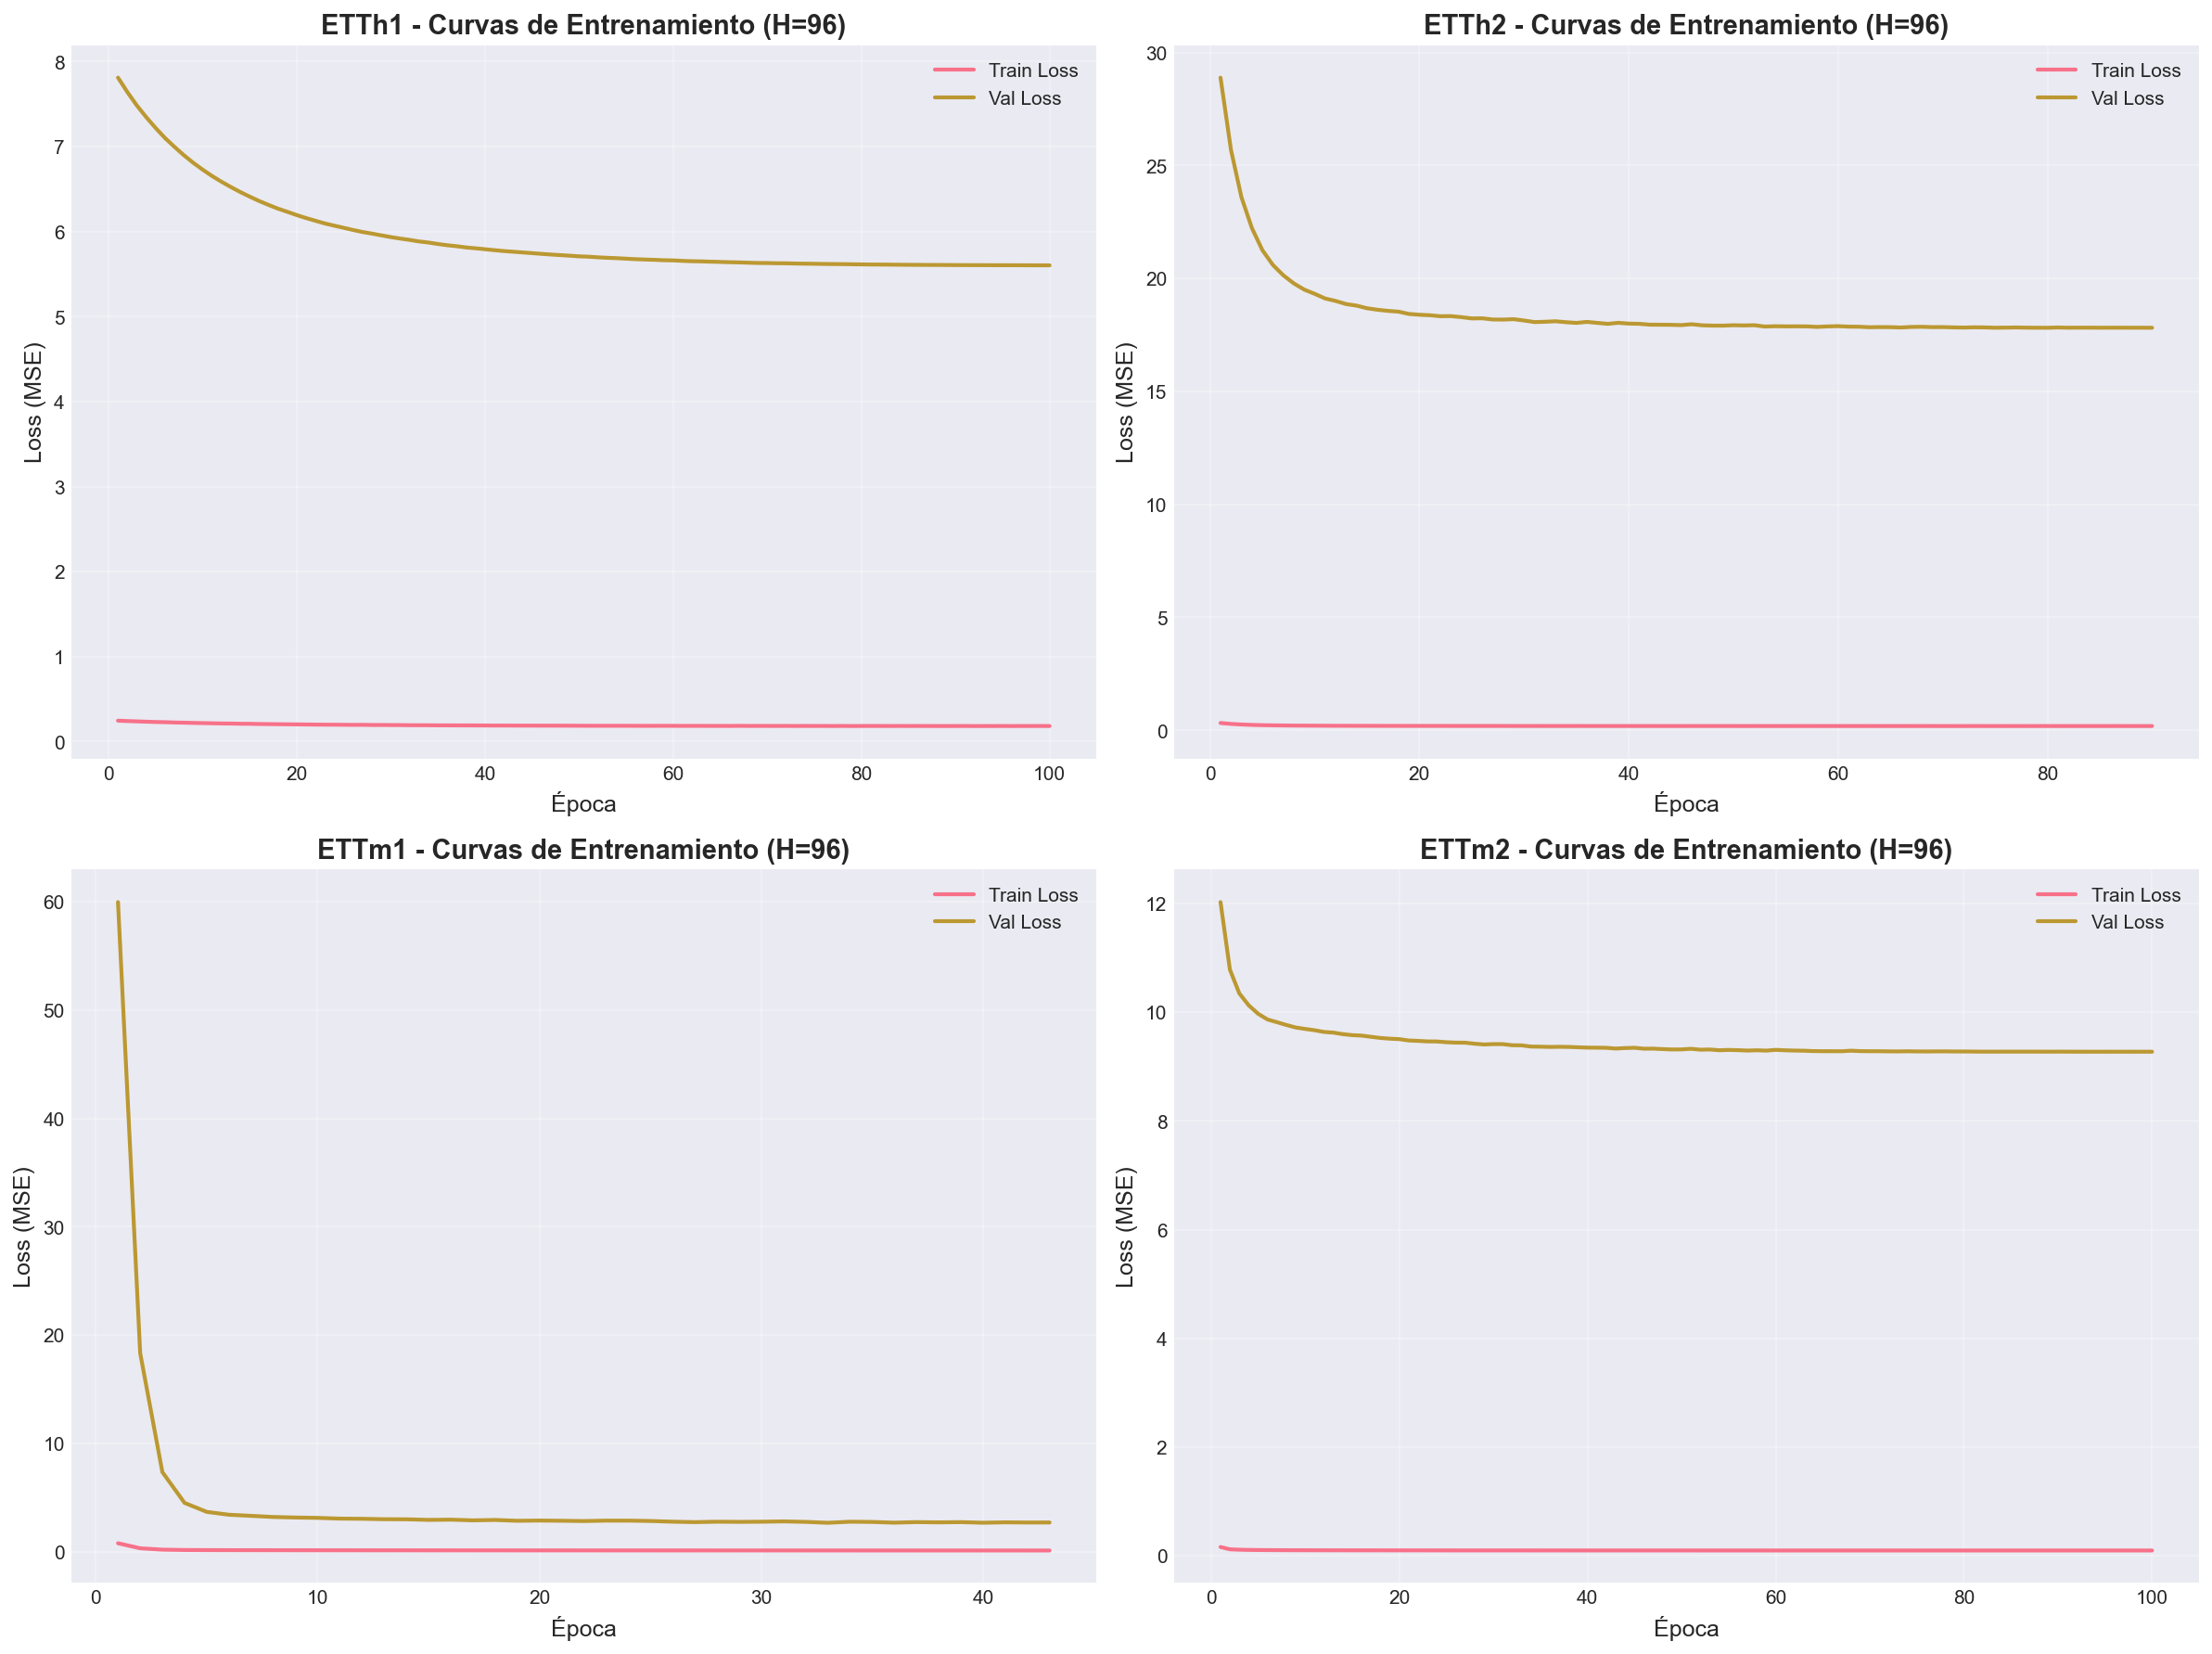 ETTh1 - Curvas de Entrenamiento (H=96)
Train Loss
Val Loss
8
7
6
5
4
3
2
1
0
Loss (MSE)
0 20 40 60 80 100
Época
ETTh2 - Curvas de Entrenamiento (H=96)
Train Loss
Val Loss
30
25
20
15
10
5
0
Loss (MSE)
0 20 40 60 80
Época
ETTm1 - Curvas de Entrenamiento (H=96)
Train Loss
Val Loss
60
50
40
30
20
10
0
Loss (MSE)
0 10 20 30 40
Época
ETTm2 - Curvas de Entrenamiento (H=96)
Train Loss
Val Loss
12
10
8
6
4
2
0
Loss (MSE)
0 20 40 60 80 100
Época